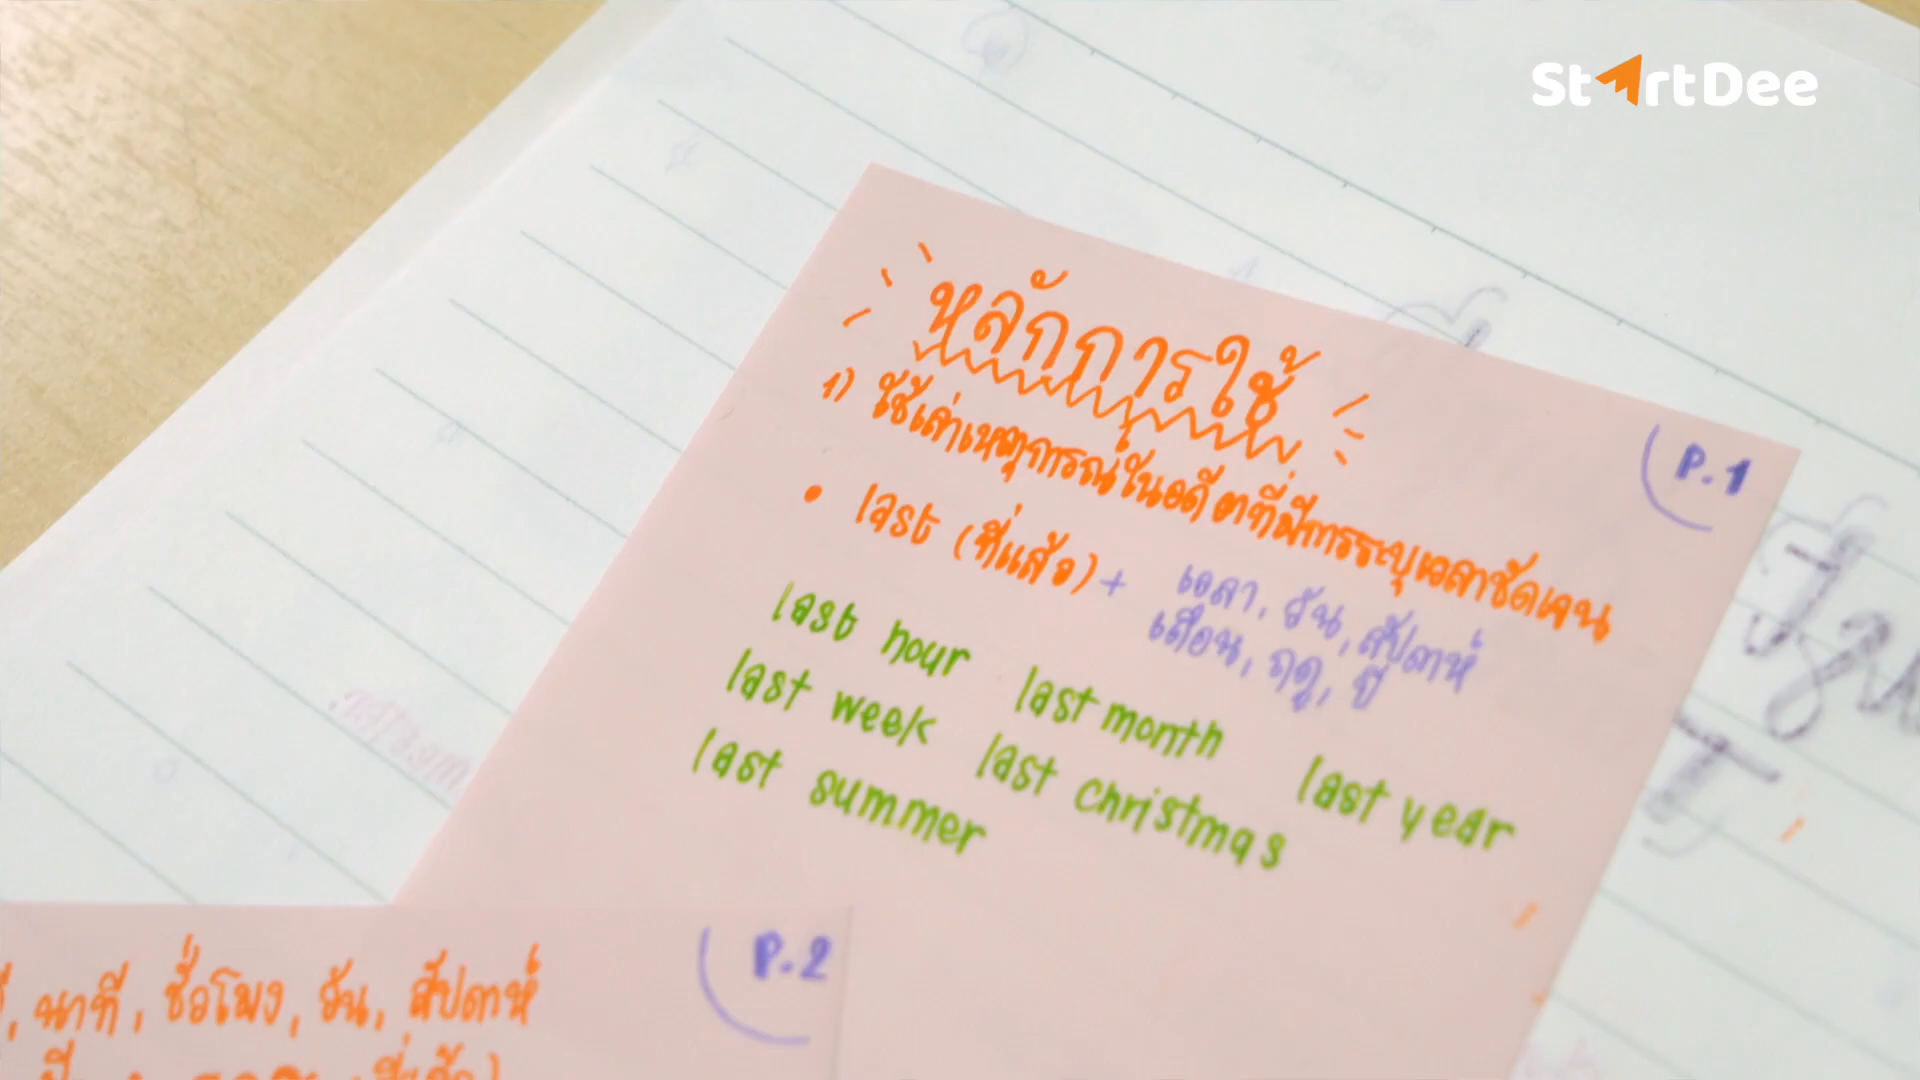 StartDee
หลักการใช้
P.1
1) ใช้เล่าเหตุการณ์ในอดีตที่มีการระบุเวลาชัดเจน
• last (ที่แล้ว) + เวลา, วัน, สัปดาห์
เดือน, ฤดู, ปี
last hour last month last year
last week last christmas
last summer
P.2
, นาที, ชั่วโมง, วัน, สัปดาห์